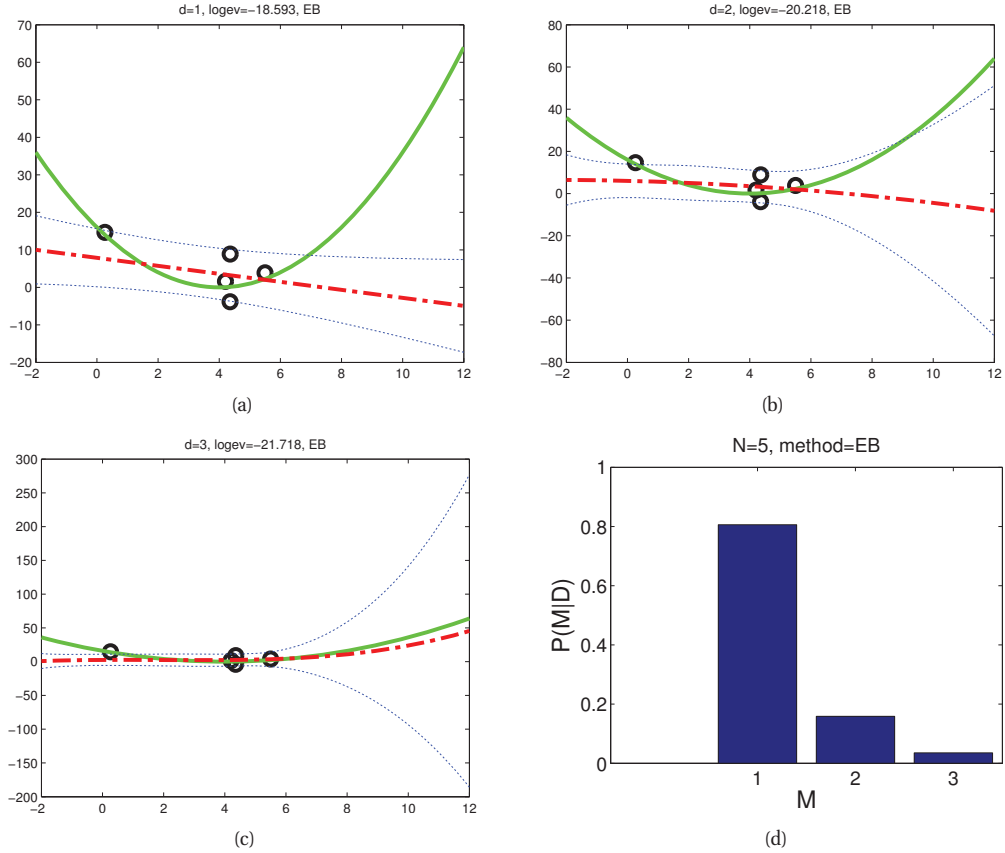 d=1, logev=−18.593, EB
70
60
50
40
30
20
10
0
−10
−20
−2 0 2 4 6 8 10 12
(a)
d=2, logev=−20.218, EB
80
60
40
20
0
−20
−40
−60
−80
−2 0 2 4 6 8 10 12
(b)
d=3, logev=−21.718, EB
300
250
200
150
100
50
0
−50
−100
−150
−200
−2 0 2 4 6 8 10 12
(c)
N=5, method=EB
1
0.8
0.6
0.4
0.2
0
P(M|D)
1 2 3
M
(d)